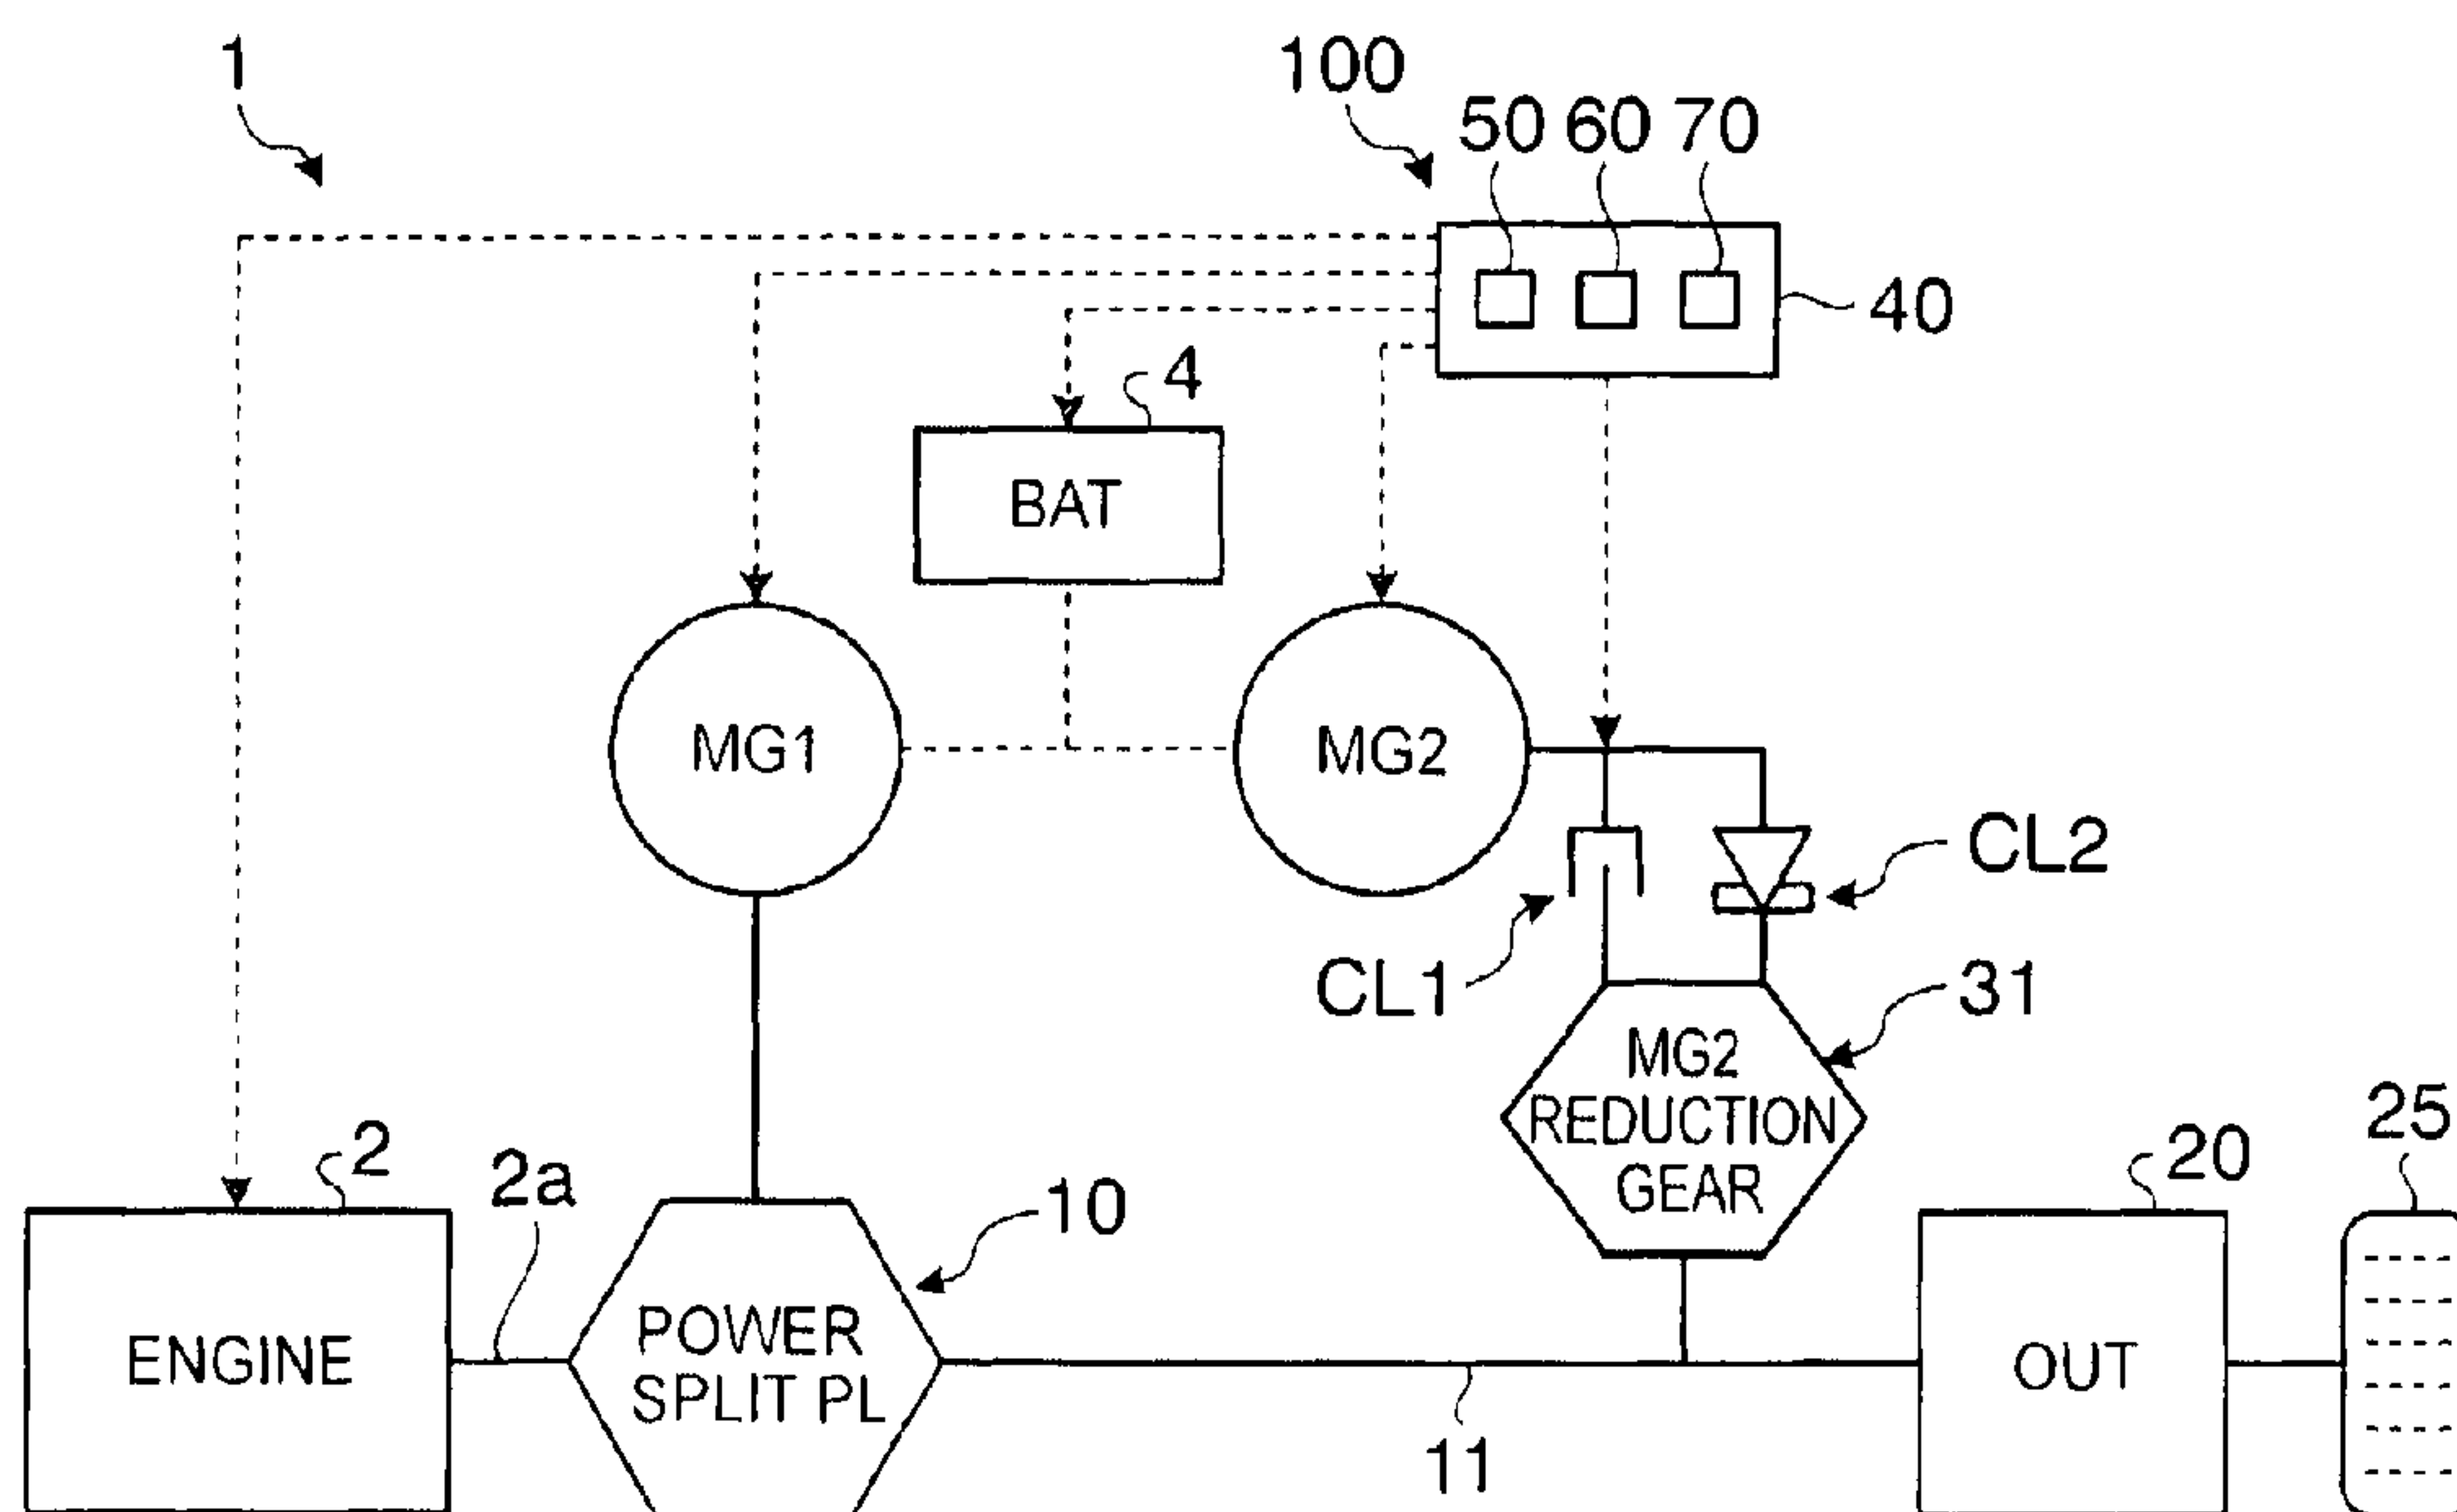 1
100
50 60 70
40
4
BAT
MG1
MG2
CL2
CL1
31
MG2
REDUCTION
GEAR
25
2
2a
10
20
ENGINE
POWER
SPLIT PL
OUT
11